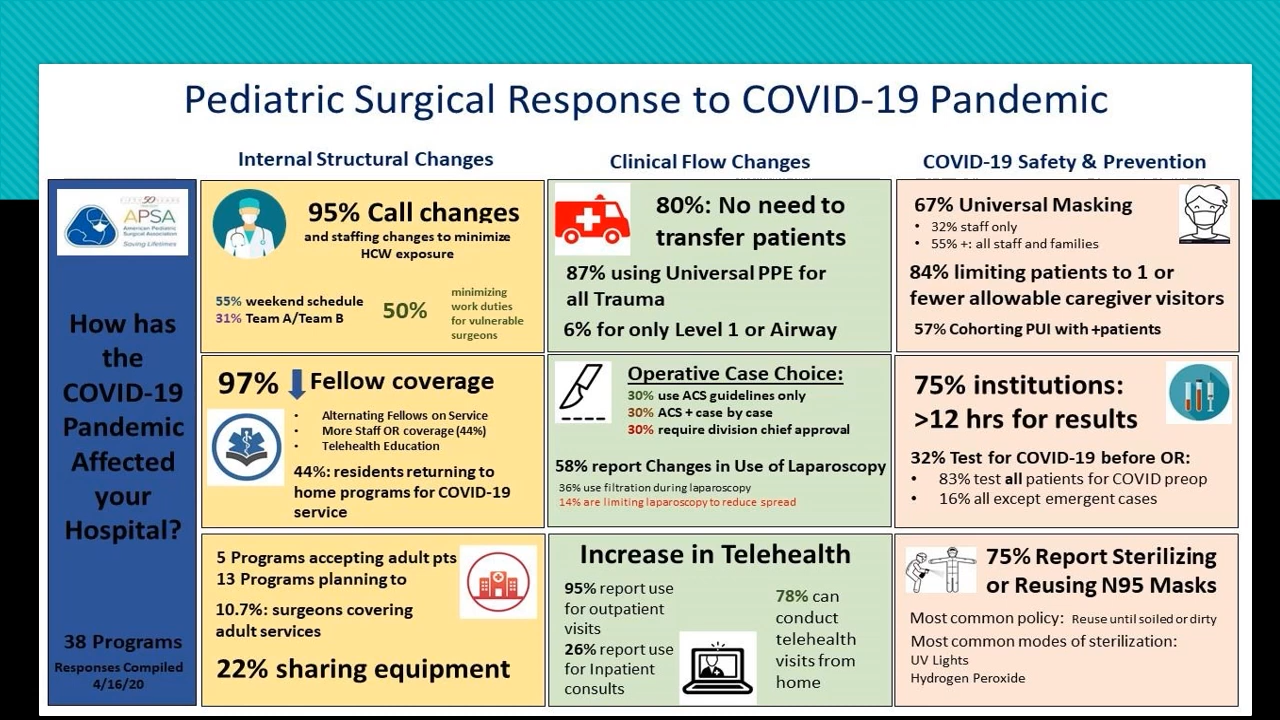 Pediatric Surgical Response to COVID-19 Pandemic
Internal Structural Changes
Clinical Flow Changes
COVID-19 Safety & Prevention
50
APSA
American Pediatric
Surgical Association
Saving Lifetimes
How has
the
COVID-19
Pandemic
Affected
your
Hospital?
38 Programs
Responses Compiled
4/16/20
95% Call changes
and staffing changes to minimize
HCW exposure
55% weekend schedule
31% Team A/Team B
50%
minimizing
work duties
for vulnerable
surgeons
97% Fellow coverage
• Alternating Fellows on Service
• More Staff OR coverage (44%)
• Telehealth Education
44%: residents returning to
home programs for COVID-19
service
5 Programs accepting adult pts
13 Programs planning to
10.7%: surgeons covering
adult services
22% sharing equipment
80%: No need to
transfer patients
87% using Universal PPE for
all Trauma
6% for only Level 1 or Airway
Operative Case Choice:
30% use ACS guidelines only
30% ACS + case by case
30% require division chief approval
58% report Changes in Use of Laparoscopy
36% use filtration during laparoscopy
14% are limiting laparoscopy to reduce spread
Increase in Telehealth
95% report use
for outpatient
visits
26% report use
for Inpatient
consults
78% can
conduct
telehealth
visits from
home
67% Universal Masking
• 32% staff only
• 55% +: all staff and families
84% limiting patients to 1 or
fewer allowable caregiver visitors
57% Cohorting PUI with +patients
75% institutions:
>12 hrs for results
32% Test for COVID-19 before OR:
• 83% test all patients for COVID preop
• 16% all except emergent cases
75% Report Sterilizing
or Reusing N95 Masks
Most common policy: Reuse until soiled or dirty
Most common modes of sterilization:
UV Lights
Hydrogen Peroxide